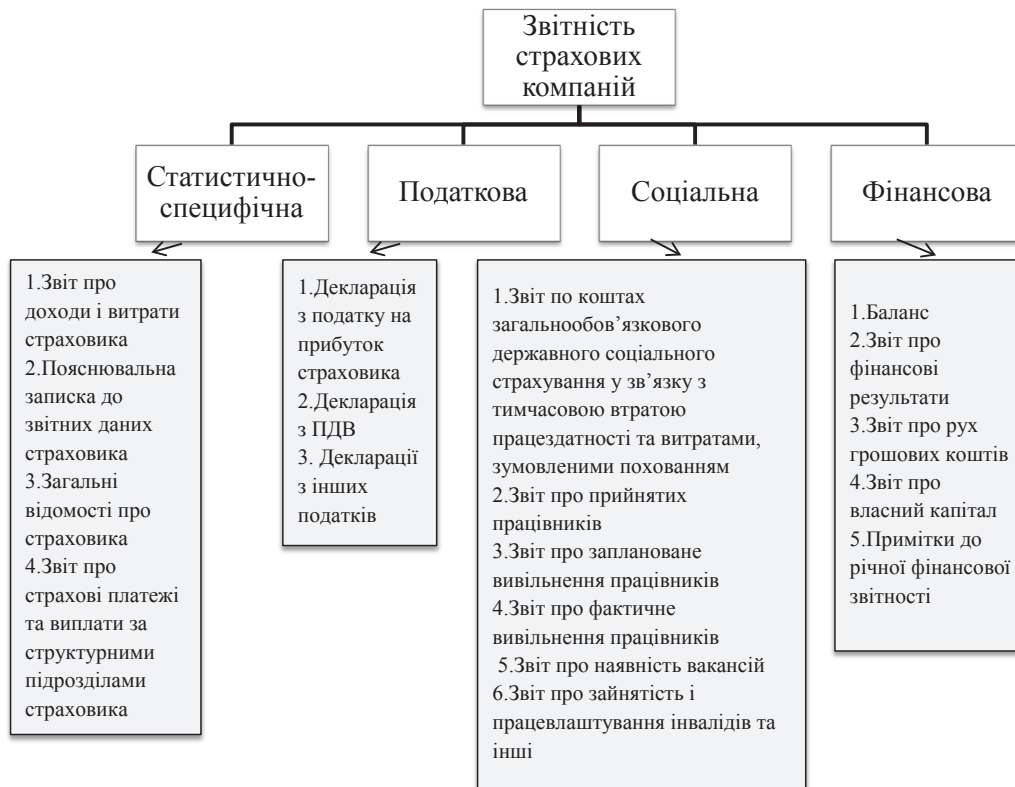 Звітність
страхових
компаній
Статистично-
специфічна
Податкова
Соціальна
Фінансова
1.Звіт про
доходи і витрати
страховика
2.Пояснювальна
записка до
звітних даних
страховика
3.Загальні
відомості про
страховика
4.Звіт про
страхові платежі
та виплати за
структурними
підрозділами
страховика
1.Декларація
з податку на
прибуток
страховика
2.Декларація
з ПДВ
3. Декларації
з інших
податків
1.Звіт по коштах
загальнообов’язкового
державного соціального
страхування у зв’язку з
тимчасовою втратою
працездатності та витратами,
зумовленими похованням
2.Звіт про прийнятих
працівників
3.Звіт про заплановане
вивільнення працівників
4.Звіт про фактичне
вивільнення працівників
5.Звіт про наявність вакансій
6.Звіт про зайнятість і
працевлаштування інвалідів та
інші
1.Баланс
2.Звіт про
фінансові
результати
3.Звіт про рух
грошових коштів
4.Звіт про
власний капітал
5.Примітки до
річної фінансової
звітності